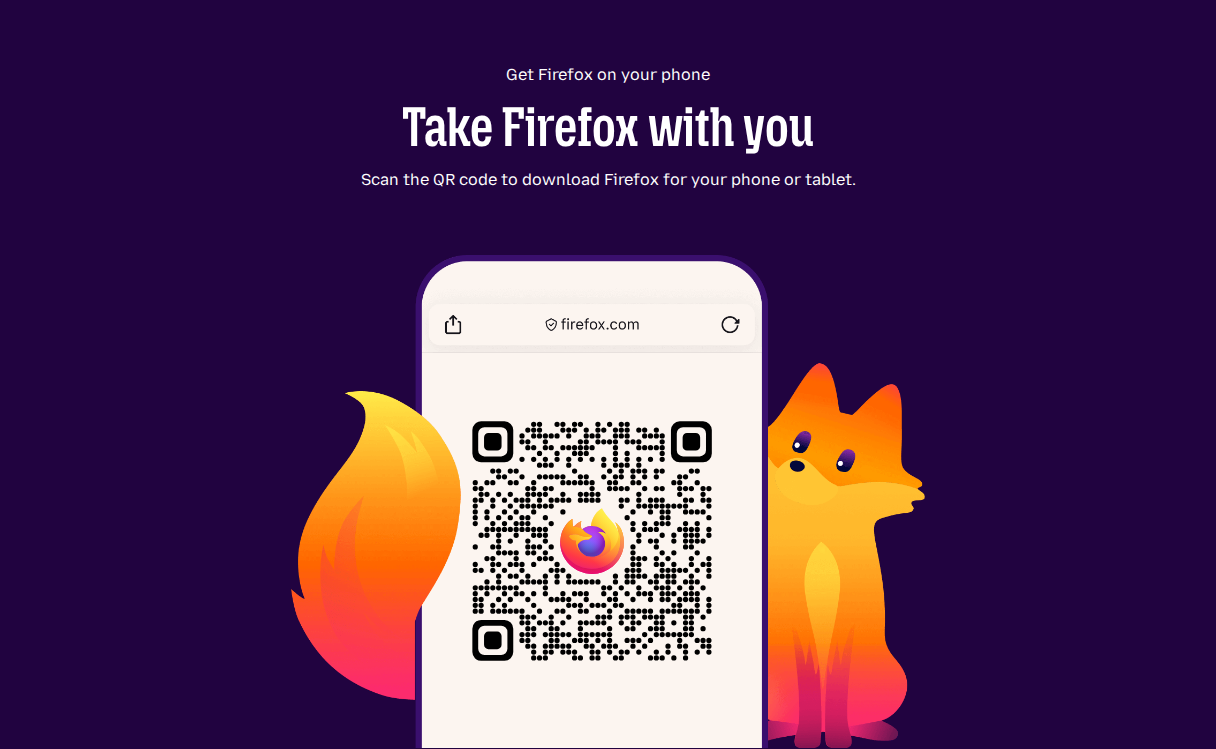 Get Firefox on your phone
Take Firefox with you
Scan the QR code to download Firefox for your phone or tablet.
firefox.com